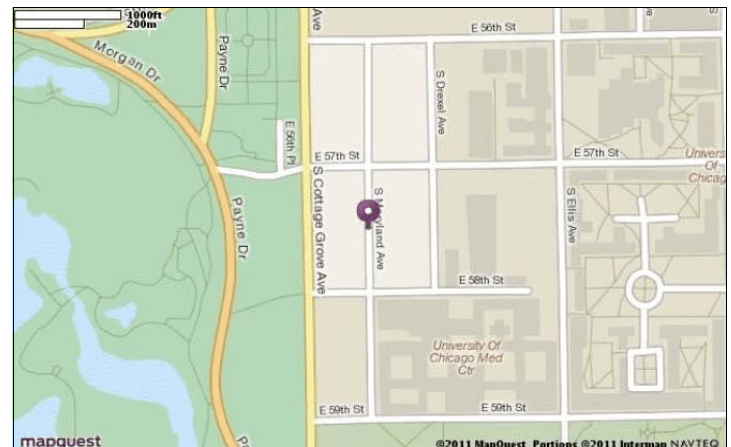 1000ft
200m
Ave
E 56th St
Morgan Dr
Payne Dr
S Drexel Ave
E 56th Pl
E 57th St
E 57th St
Univers
Of
Chicag
S Cottage Grove Ave
S Maryland Ave
S Ellis Ave
Payne Dr
E 58th St
University Of
Chicago Med
Ctr
E 59th St
E 59th St
mapquest
©2011 MapQuest Portions ©2011 Intermap NAVTEQ